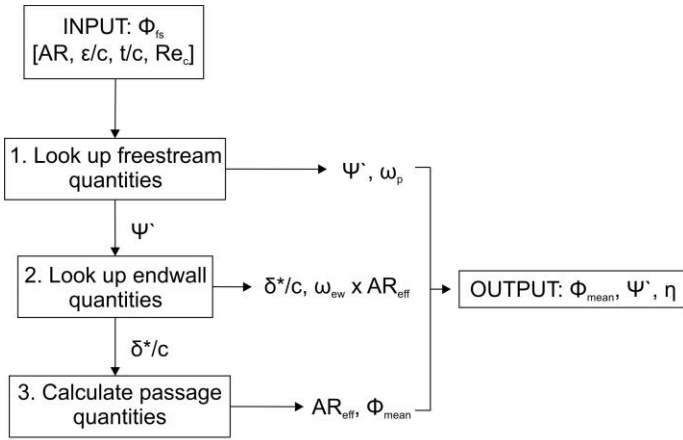 INPUT: Φfs
[AR, ε/c, t/c, Rec]
1. Look up freestream
quantities
Ψ`, ωp
Ψ`
2. Look up endwall
quantities
δ*/c, ωew x AReff
OUTPUT: Φmean, Ψ`, η
δ*/c
3. Calculate passage
quantities
AReff, Φmean